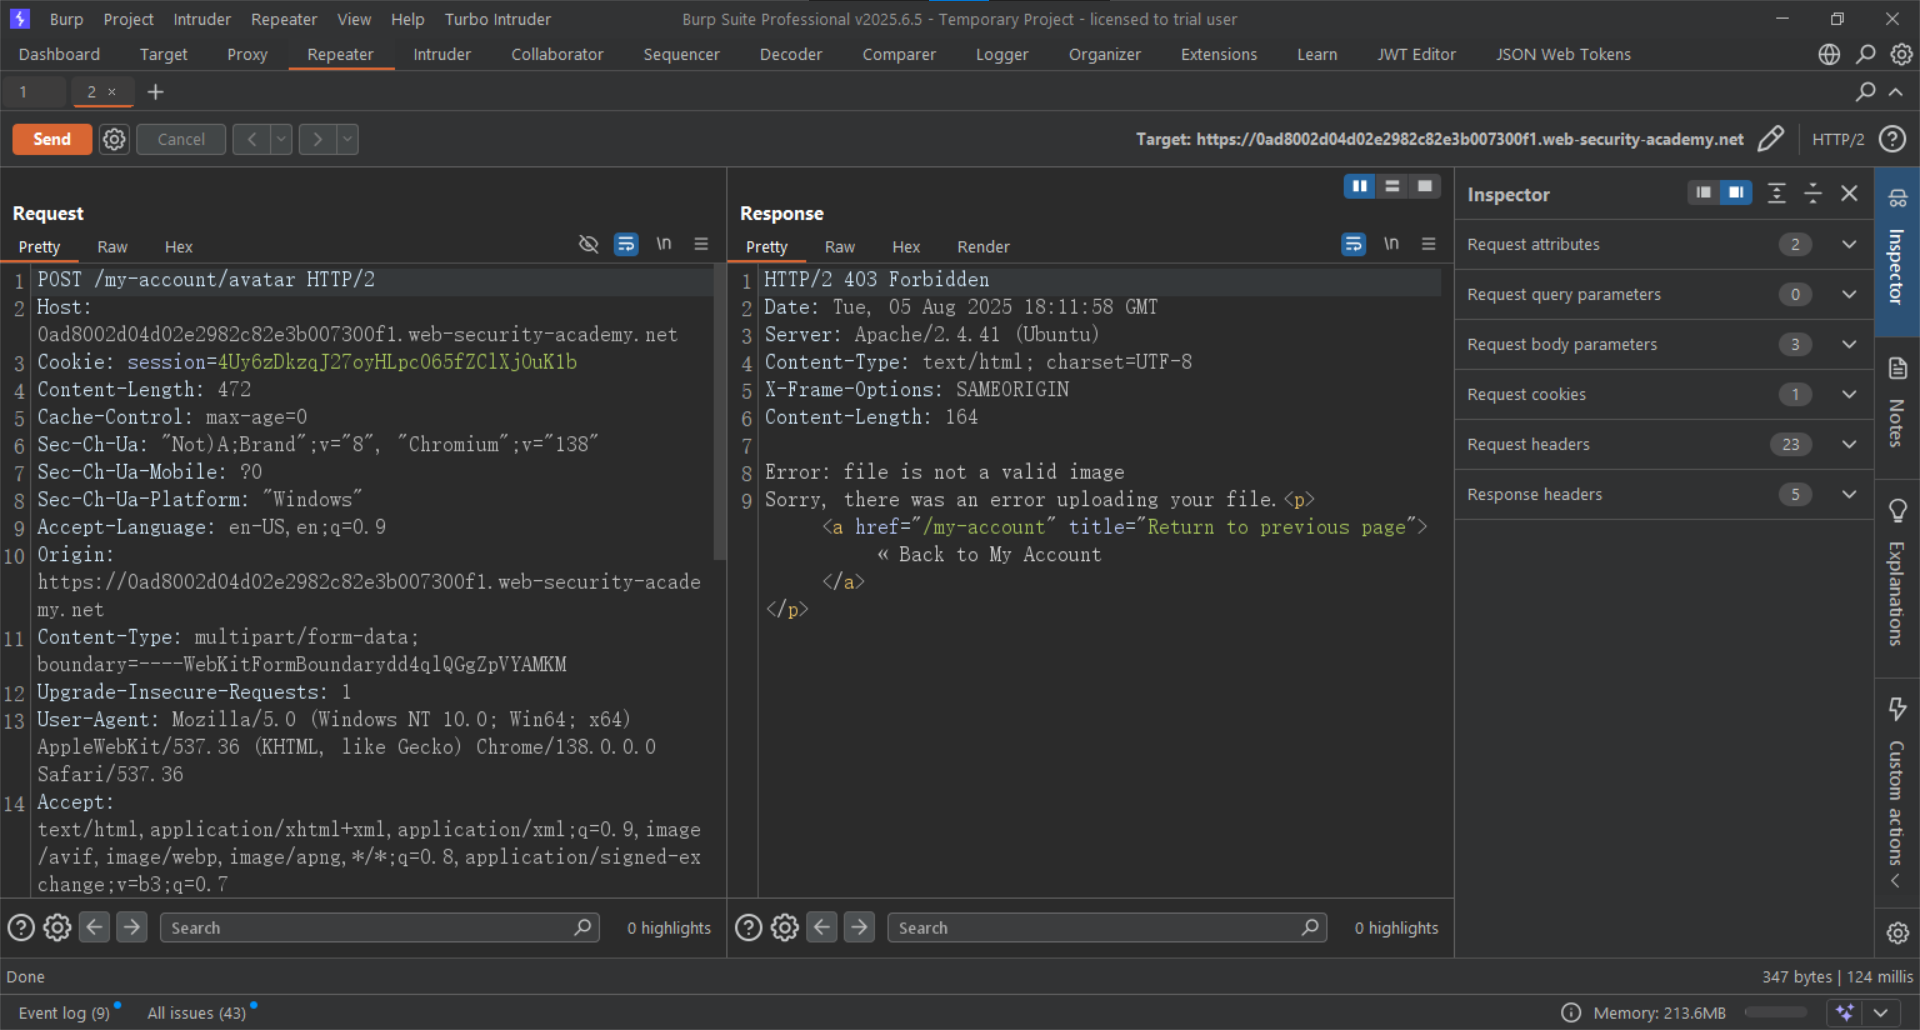 Burp Project Intruder Repeater View Help Turbo Intruder Burp Suite Professional v2025.6.5 - Temporary Project - licensed to trial user
Dashboard Target Proxy Repeater Intruder Collaborator Sequencer Decoder Comparer Logger Organizer Extensions Learn JWT Editor JSON Web Tokens
1 2 × +
Send Cancel < > Target: https://0ad8002d04d02e2982c82e3b007300f1.web-security-academy.net HTTP/2
Request
Pretty Raw Hex \n
1 POST /my-account/avatar HTTP/2
2 Host:
0ad8002d04d02e2982c82e3b007300f1.web-security-academy.net
3 Cookie: session=4Uy6zDkzqJ27oyHLpcO65fZClXjOuK1b
4 Content-Length: 472
5 Cache-Control: max-age=0
6 Sec-Ch-Ua: "Not)A;Brand";v="8", "Chromium";v="138"
7 Sec-Ch-Ua-Mobile: ?0
8 Sec-Ch-Ua-Platform: "Windows"
9 Accept-Language: en-US,en;q=0.9
10 Origin:
https://0ad8002d04d02e2982c82e3b007300f1.web-security-acade
my.net
11 Content-Type: multipart/form-data;
boundary=----WebKitFormBoundarydd4qlQGgZpVYAMKM
12 Upgrade-Insecure-Requests: 1
13 User-Agent: Mozilla/5.0 (Windows NT 10.0; Win64; x64)
AppleWebKit/537.36 (KHTML, like Gecko) Chrome/138.0.0.0
Safari/537.36
14 Accept:
text/html,application/xhtml+xml,application/xml;q=0.9,image
/avif,image/webp,image/apng,*/*;q=0.8,application/signed-ex
change;v=b3;q=0.7
Search 0 highlights
Response
Pretty Raw Hex Render \n
1 HTTP/2 403 Forbidden
2 Date: Tue, 05 Aug 2025 18:11:58 GMT
3 Server: Apache/2.4.41 (Ubuntu)
4 Content-Type: text/html; charset=UTF-8
5 X-Frame-Options: SAMEORIGIN
6 Content-Length: 164
7
8 Error: file is not a valid image
9 Sorry, there was an error uploading your file.<p>
<a href="/my-account" title="Return to previous page">
« Back to My Account
</a>
</p>
Search 0 highlights
Inspector
Request attributes 2
Request query parameters 0
Request body parameters 3
Request cookies 1
Request headers 23
Response headers 5
Inspector
Notes
Explanations
Custom actions
Done 347 bytes | 124 millis
Event log (9) All issues (43) Memory: 213.6MB